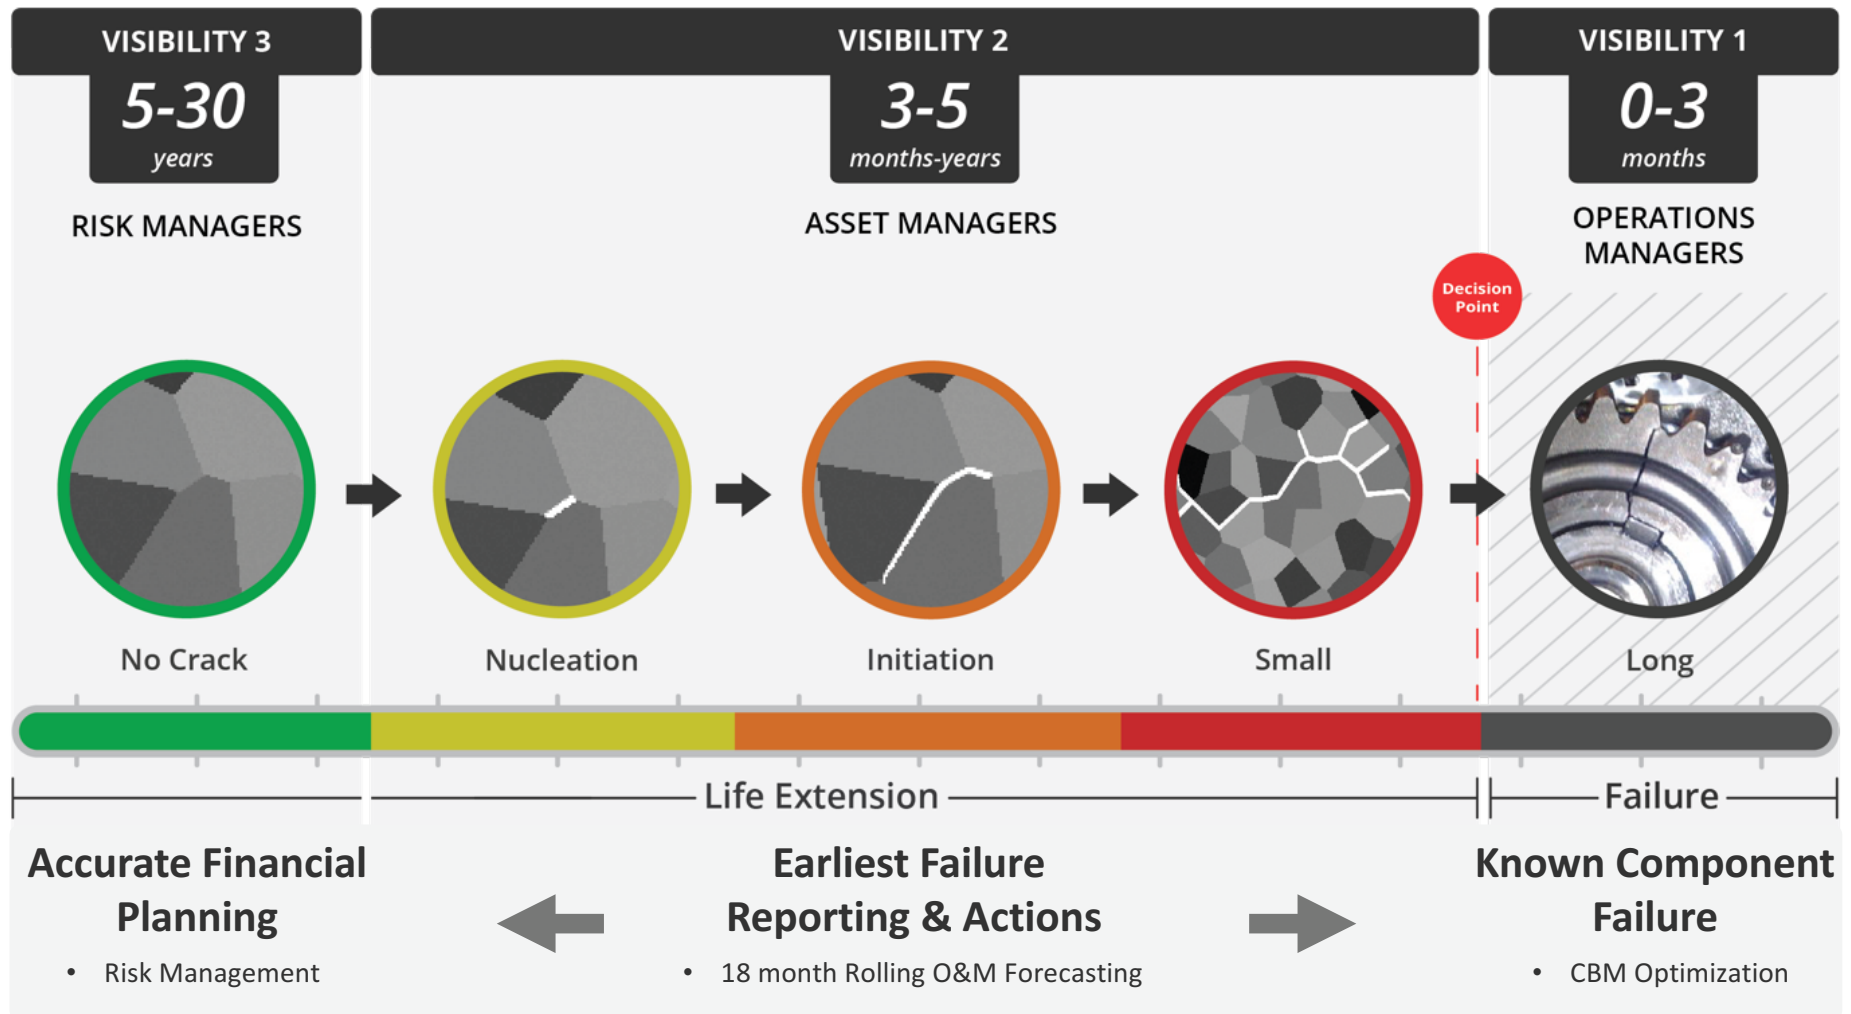 VISIBILITY 3
5-30
years
RISK MANAGERS
VISIBILITY 2
3-5
months-years
ASSET MANAGERS
VISIBILITY 1
0-3
months
OPERATIONS
MANAGERS
Decision
Point
No Crack
Nucleation
Initiation
Small
Long
Life Extension
Failure
Accurate Financial
Planning
• Risk Management
Earliest Failure
Reporting & Actions
• 18 month Rolling O&M Forecasting
Known Component
Failure
• CBM Optimization